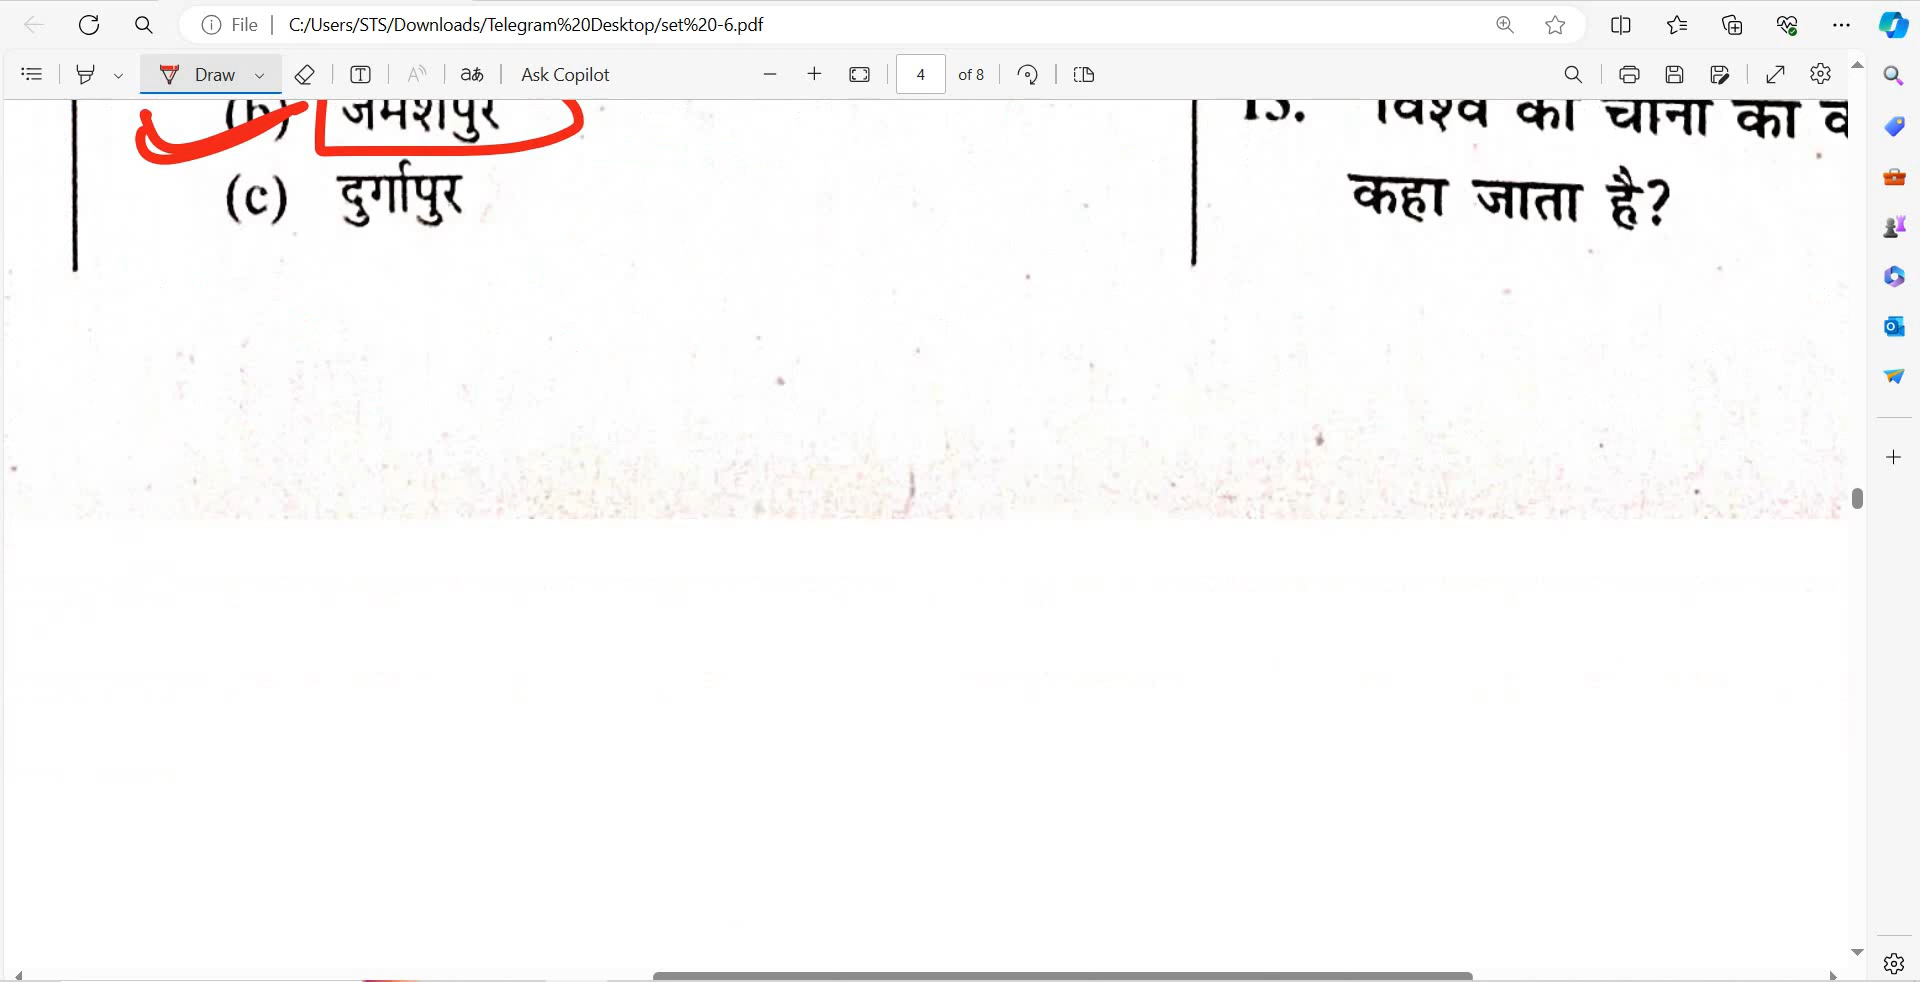 File
C:/Users/STS/Downloads/Telegram%20Desktop/set%20-6.pdf
Draw
Ask Copilot
4 of 8
(b) जमशेदपुर
(c) दुर्गापुर
विश्व का चीनी का
कहा जाता है?